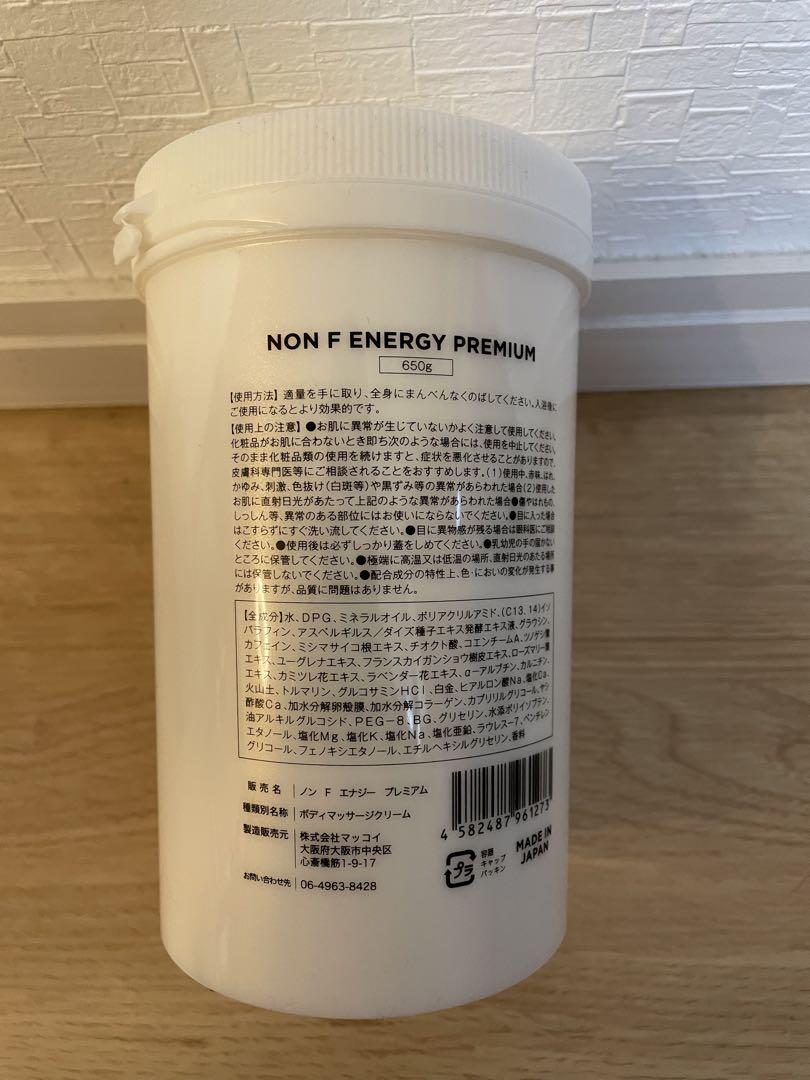 NON F ENERGY PREMIUM
650g
【使用方法】 適量を手に取り、全身にまんべんなくのばしてください。入浴後に
ご使用になるとより効果的です。
【使用上の注意】 ●お肌に異常が生じていないかよく注意して使用してください。
化粧品がお肌に合わないとき即ち次のような場合には、使用を中止してください。
そのまま化粧品類の使用を続けますと、症状を悪化させることがありますので、
皮膚科専門医等にご相談されることをおすすめします。(1)使用中、赤味、はれ、
かゆみ、刺激、色抜け(白斑等)や黒ずみ等の異常があらわれた場合(2)使用した
お肌に直射日光があたって上記のような異常があらわれた場合●傷やはれもの、
しっしん等、異常のある部位にはお使いにならないでください。●目に入った場合
はこすらずにすぐ洗い流してください。●目に異物感が残る場合は眼科医にご相談
ください。●使用後は必ずしっかり蓋をしめてください。●乳幼児の手の届かない
ところに保管してください。●極端に高温又は低温の場所、直射日光のあたる場所
には保管しないでください。●配合成分の特性上、色・においの変化が発生する事
がありますが、品質に問題はありません。
【全成分】水、DPG、ミネラルオイル、ポリアクリルアミド、(C13,14)イソ
パラフィン、アスペルギルス/ダイズ種子エキス発酵エキス液、グラウシン、
カフェイン、ミシマサイコ根エキス、チオクト酸、コエンチームA、ツノゲシ葉
エキス、ユーグレナエキス、フランスカイガンショウ樹皮エキス、ローズマリー葉
エキス、カミツレ花エキス、ラベンダー花エキス、α-アルブチン、カルニチン、
火山土、トルマリン、グルコサミンHCl、白金、ヒアルロン酸Na、塩化Ca、
酢酸Ca、加水分解卵殻膜、加水分解コラーゲン、カプリリルグリコール、ヤシ
油アルキルグルコシド、PEG-8、BG、グリセリン、水添ポリイソブテン、
エタノール、塩化Mg、塩化K、塩化Na、塩化亜鉛、ラウレス-7、ペンチレン
グリコール、フェノキシエタノール、エチルヘキシルグリセリン、香料
販売名 ノン F エナジー プレミアム
種類別名称 ボディマッサージクリーム
製造販売元 株式会社マッコイ
大阪府大阪市中央区
心斎橋筋1-9-17
お問い合わせ先 06-4963-8428
4 582487 961273
プラ
容器
キャップ
パッキン
MADE IN
JAPAN